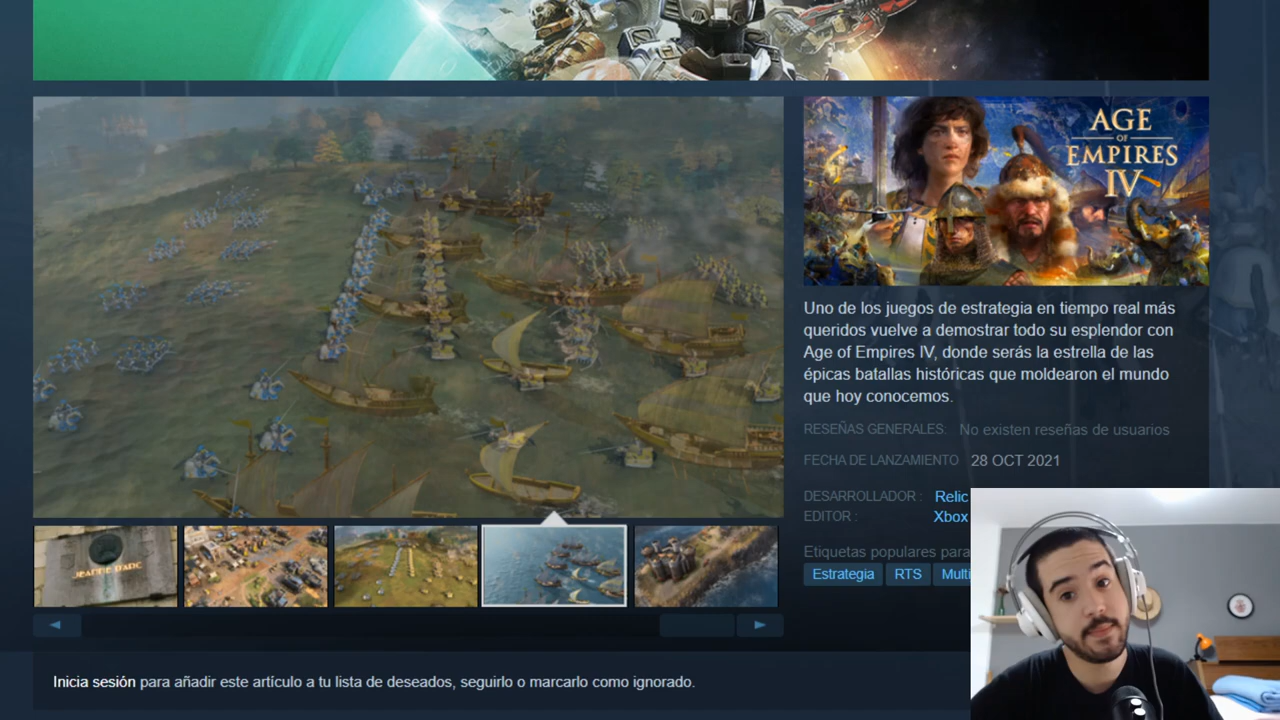 AGE
OF
EMPIRES
IV
Uno de los juegos de estrategia en tiempo real más
queridos vuelve a demostrar todo su esplendor con
Age of Empires IV, donde serás la estrella de las
épicas batallas históricas que moldearon el mundo
que hoy conocemos.
RESEÑAS GENERALES: No existen reseñas de usuarios
FECHA DE LANZAMIENTO 28 OCT 2021
DESARROLLADOR: Relic
EDITOR: Xbox
Etiquetas populares para
Estrategia RTS Multi
JEANNE D'ARC
Inicia sesión para añadir este artículo a tu lista de deseados, seguirlo o marcarlo como ignorado.